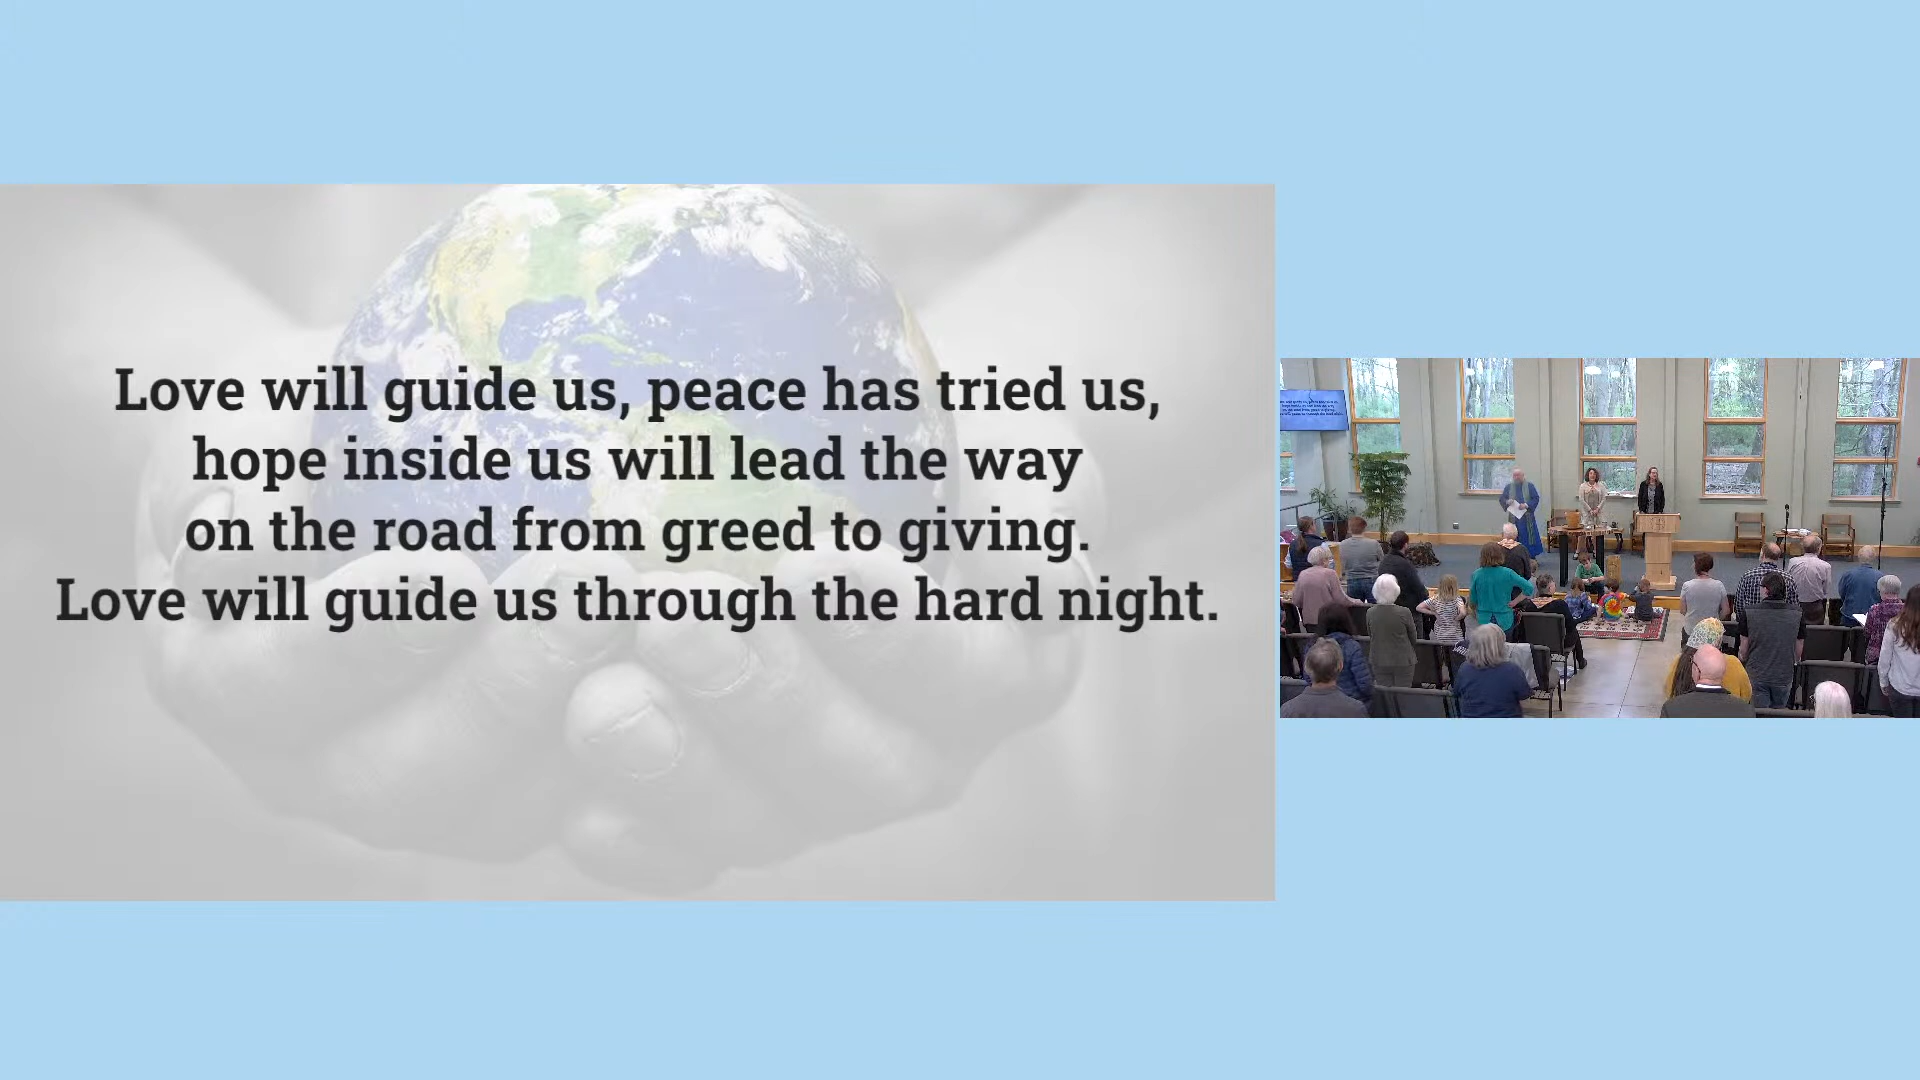 Love will guide us, peace has tried us,
hope inside us will lead the way
on the road from greed to giving.
Love will guide us through the hard night.